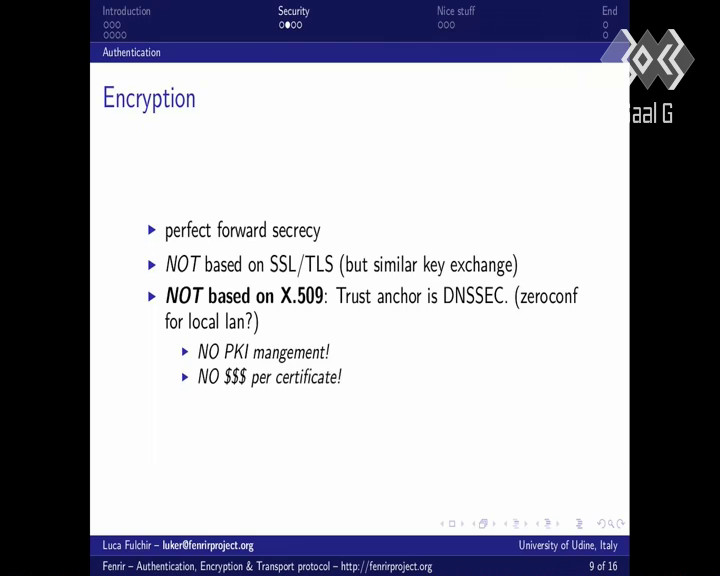 Introduction Security Nice stuff End
Authentication
Encryption
Saal G
perfect forward secrecy
NOT based on SSL/TLS (but similar key exchange)
NOT based on X.509: Trust anchor is DNSSEC. (zeroconf
for local lan?)
NO PKI mangement!
NO $$$ per certificate!
Luca Fulchir – luker@fenrirproject.org University of Udine, Italy
Fenrir – Authentication, Encryption & Transport protocol – http://fenrirproject.org 9 of 16